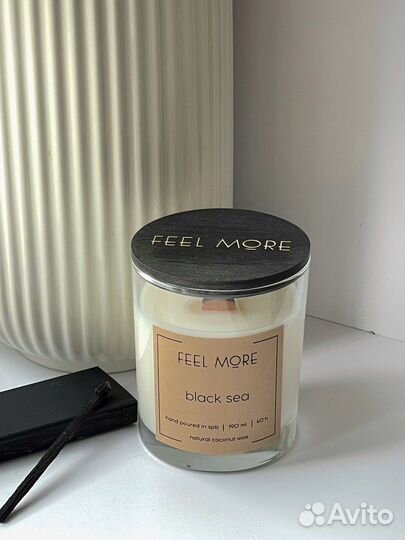 FEEL MORE
FEEL MORE
black sea
hand poured in spb | 190 ml | 40 h
natural coconut wax
Avito